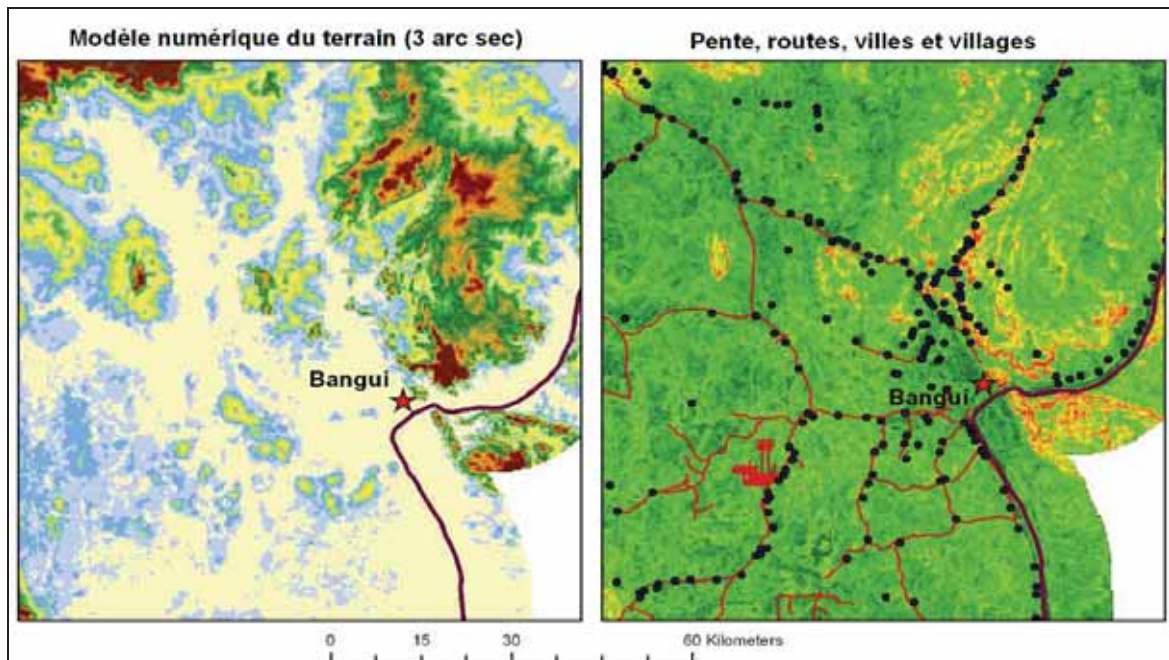 Modèle numérique du terrain (3 arc sec)
Pente, routes, villes et villages
Bangui
Bangui
0 15 30 60 Kilometers